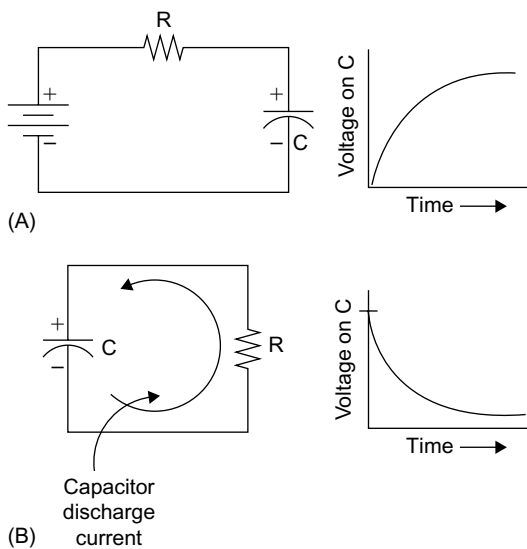 R
+
−
+
−
C
Voltage on C
Time
(A)
+
−
C
R
Voltage on C
Time
Capacitor
discharge
current
(B)